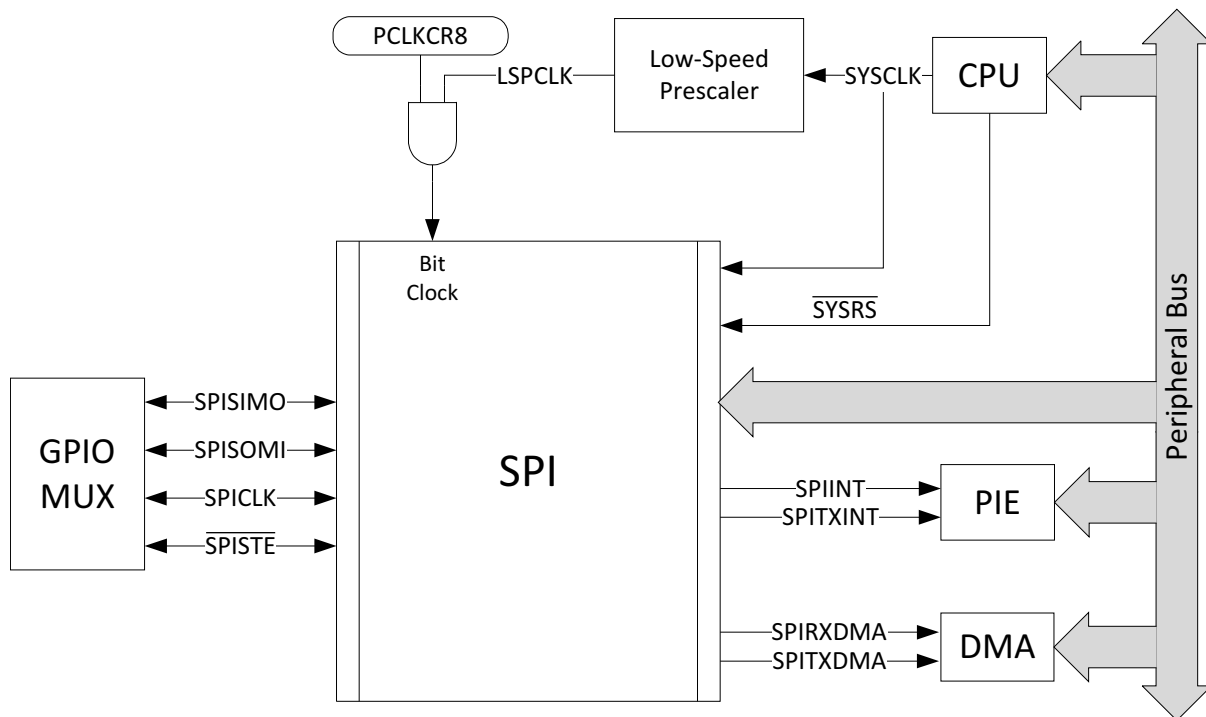 PCLKCR8
LSPCLK
Low-Speed
Prescaler
SYSCLK
CPU
Bit
Clock
SYSRS
Peripheral Bus
GPIO
MUX
SPISIMO
SPISOMI
SPICLK
SPISTE
SPI
SPIINT
SPITXINT
PIE
SPIRXDMA
SPITXDMA
DMA